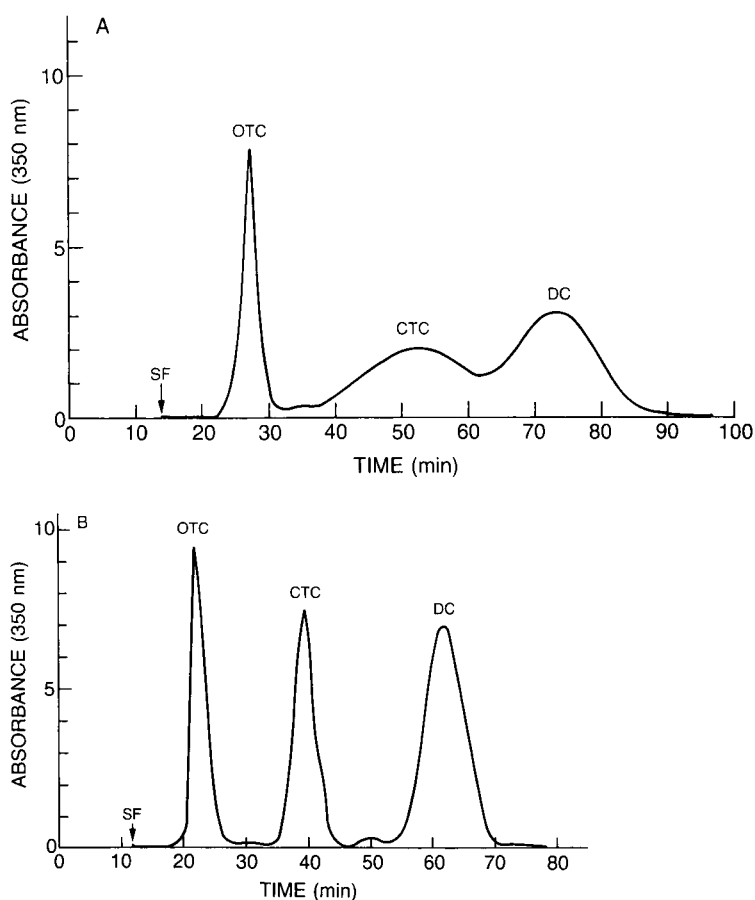 A
ABSORBANCE (350 nm)
10
5
0
OTC
CTC
DC
SF
0 10 20 30 40 50 60 70 80 90 100
TIME (min)
B
ABSORBANCE (350 nm)
10
5
0
OTC
CTC
DC
SF
0 10 20 30 40 50 60 70 80
TIME (min)